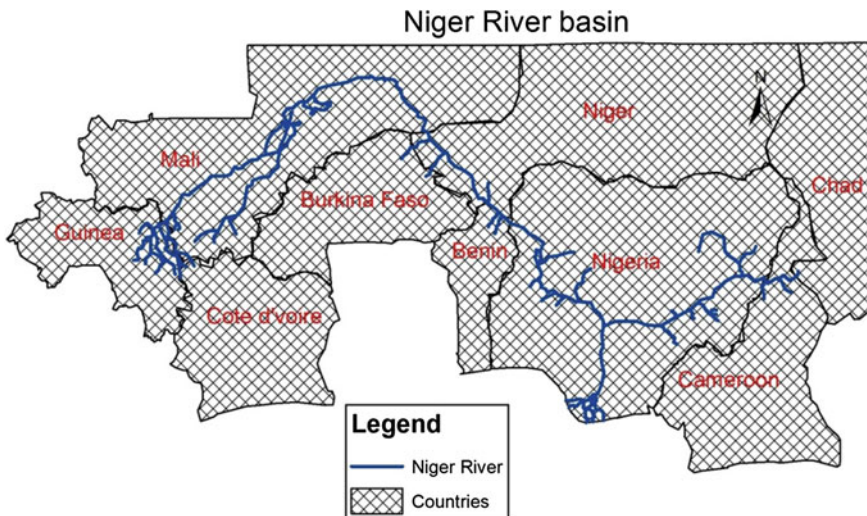 Niger River basin
N
Niger
Mali
Chad
Burkina Faso
Guinea
Benin
Nigeria
Cote d'voire
Cameroon
Legend
Niger River
Countries